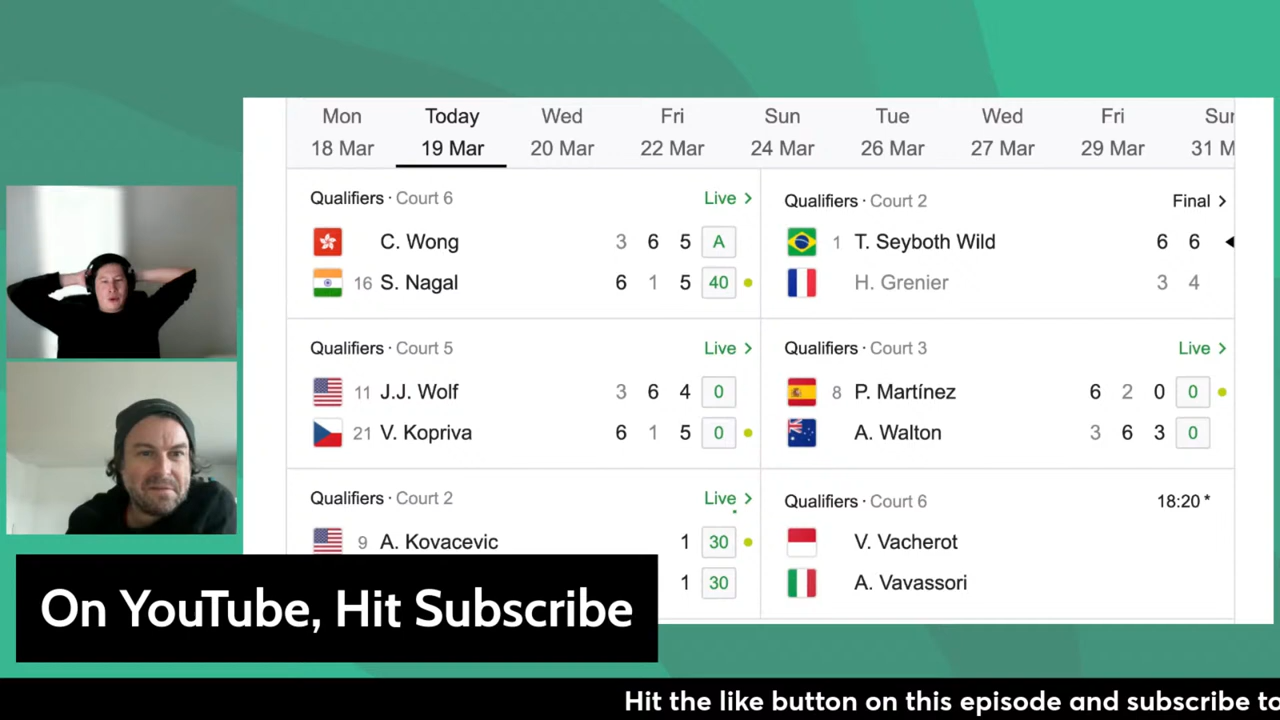 Mon Today Wed Fri Sun Tue Wed Fri Sun
18 Mar 19 Mar 20 Mar 22 Mar 24 Mar 26 Mar 27 Mar 29 Mar 31 M
Qualifiers · Court 6 Live >
C. Wong 3 6 5 A
16 S. Nagal 6 1 5 40
Qualifiers · Court 2 Final >
1 T. Seyboth Wild 6 6
H. Grenier 3 4
Qualifiers · Court 5 Live >
11 J.J. Wolf 3 6 4 0
21 V. Kopriva 6 1 5 0
Qualifiers · Court 3 Live >
8 P. Martínez 6 2 0 0
A. Walton 3 6 3 0
Qualifiers · Court 2 Live >
9 A. Kovacevic 1 30
1 30
Qualifiers · Court 6 18:20 *
V. Vacherot
A. Vavassori
On YouTube, Hit Subscribe
Hit the like button on this episode and subscribe to